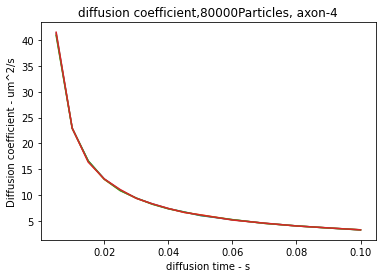 diffusion coefficient,80000Particles, axon-4
Diffusion coefficient - um^2/s
40
35
30
25
20
15
10
5
0.02 0.04 0.06 0.08 0.10
diffusion time - s